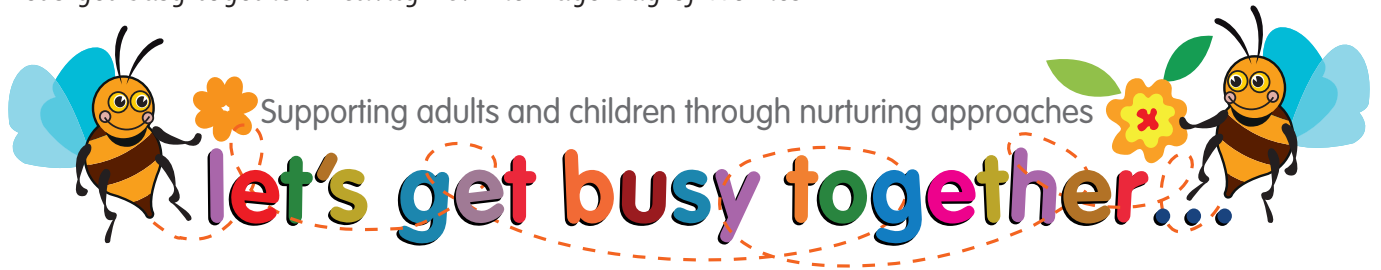 Supporting adults and children through nurturing approaches
let's get busy together...